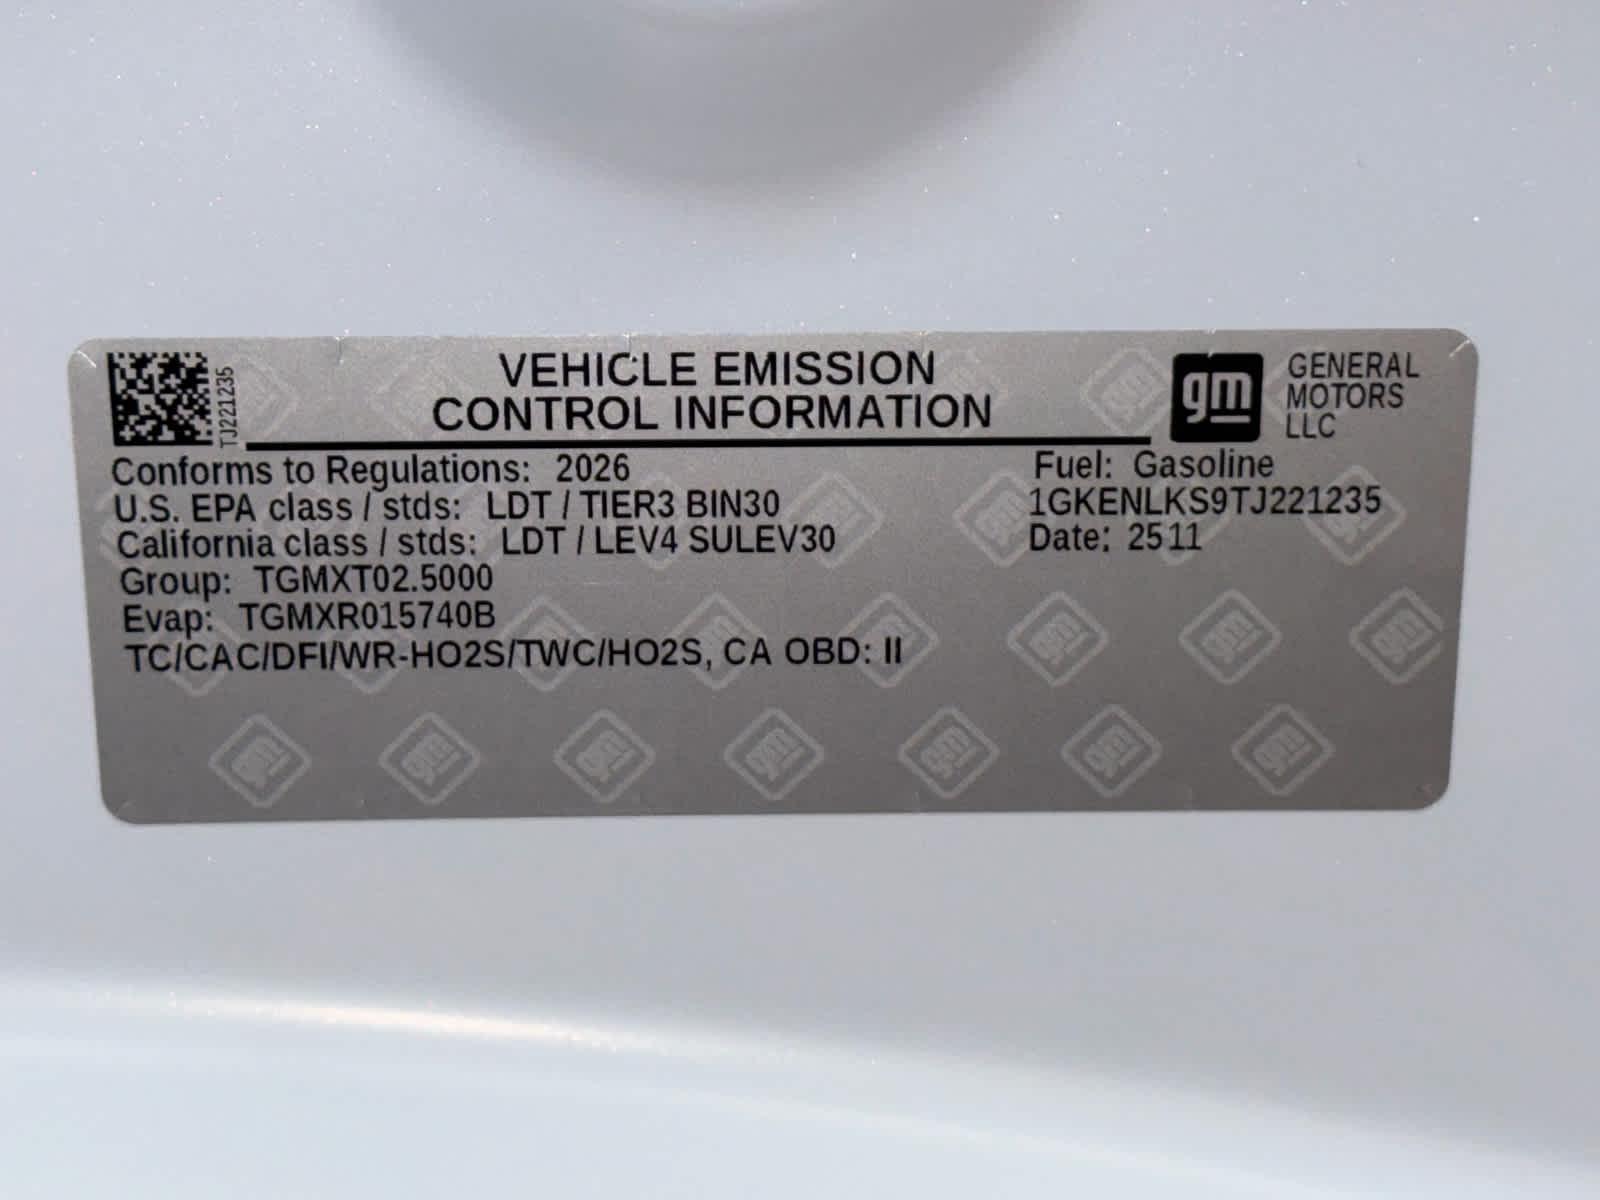 TJ221235
VEHICLE EMISSION
CONTROL INFORMATION
gm
GENERAL
MOTORS
LLC
Conforms to Regulations: 2026
U.S. EPA class / stds: LDT / TIER3 BIN30
California class / stds: LDT / LEV4 SULEV30
Group: TGMXT02.5000
Evap: TGMXR015740B
TC/CAC/DFI/WR-HO2S/TWC/HO2S, CA OBD: II
Fuel: Gasoline
1GKENLKS9TJ221235
Date: 2511